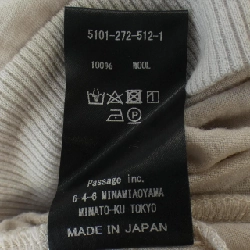 5101-272-512-1
100% WOOL
Passage inc.
6-4-6 MINAMIAOYAMA
MINATO-KU TOKYO
MADE IN JAPAN